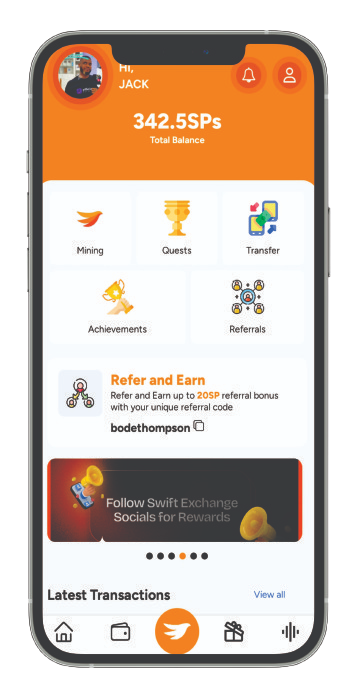 Hi,
JACK
342.5SPs
Total Balance
Mining
Quests
Transfer
Achievements
Referrals
Refer and Earn
Refer and Earn up to 20SP referral bonus
with your unique referral code
bodethompson
Follow Swift Exchange
Socials for Rewards
Latest Transactions
View all